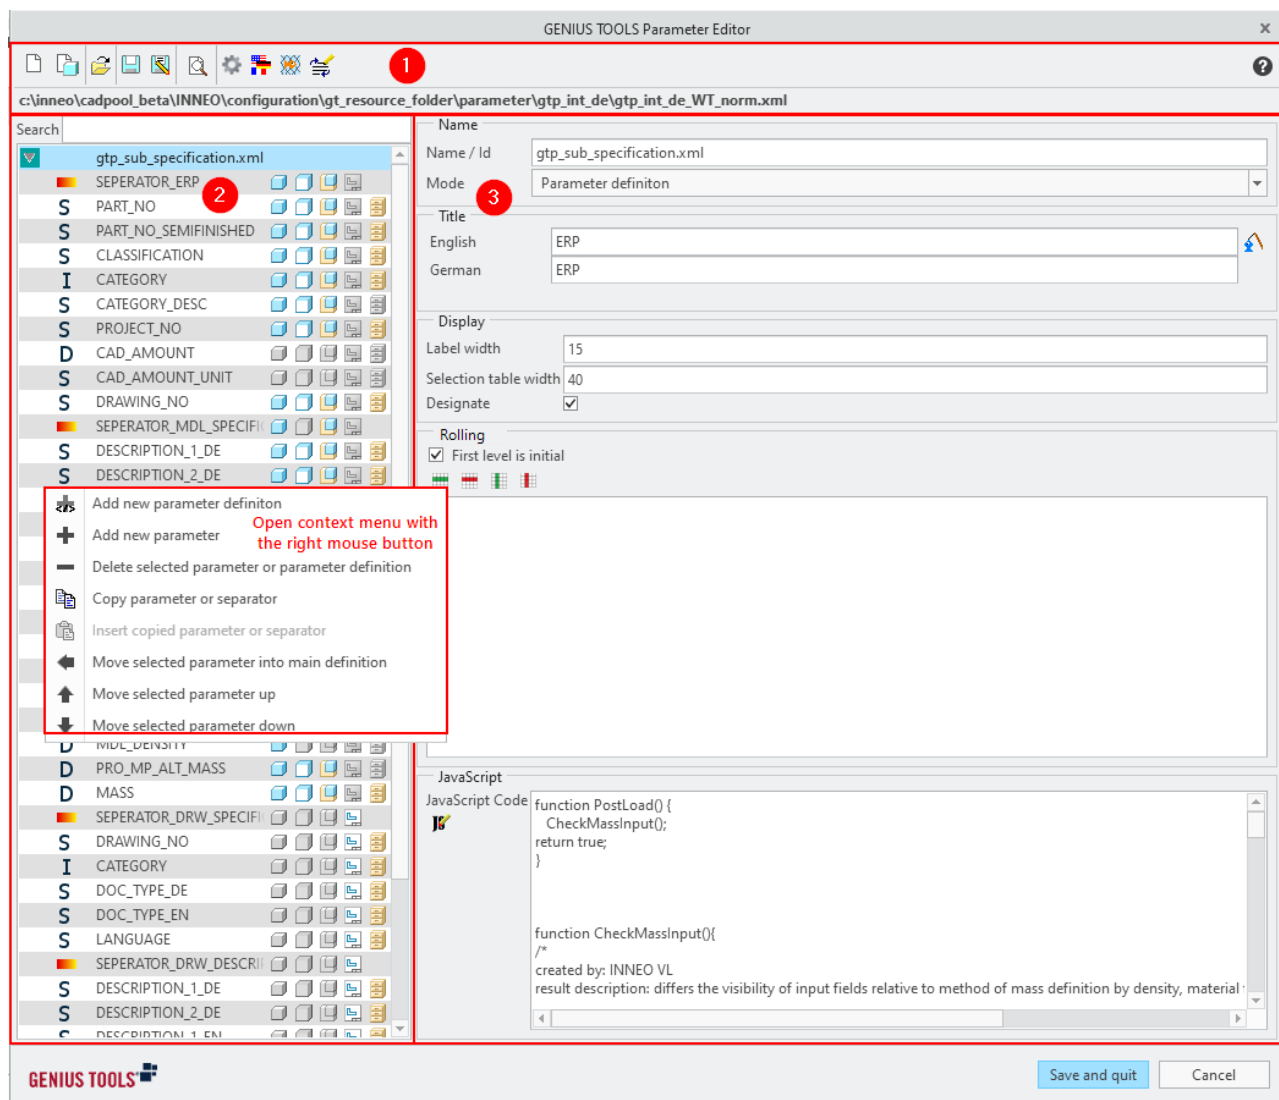 GENIUS TOOLS Parameter Editor
1
c:\inneo\cadpool_beta\INNEO\configuration\gt_resource_folder\parameter\gtp_int_de\gtp_int_de_WT_norm.xml
Search
gtp_sub_specification.xml
SEPERATOR_ERP
2
S PART_NO
S PART_NO_SEMIFINISHED
S CLASSIFICATION
I CATEGORY
S CATEGORY_DESC
S PROJECT_NO
D CAD_AMOUNT
S CAD_AMOUNT_UNIT
S DRAWING_NO
SEPERATOR_MDL_SPECIFI
S DESCRIPTION_1_DE
S DESCRIPTION_2_DE
Add new parameter definiton
Add new parameter
Open context menu with
the right mouse button
Delete selected parameter or parameter definition
Copy parameter or separator
Insert copied parameter or separator
Move selected parameter into main definition
Move selected parameter up
Move selected parameter down
D MDL_DENSITY
D PRO_MP_ALT_MASS
D MASS
SEPERATOR_DRW_SPECIFI
S DRAWING_NO
I CATEGORY
S DOC_TYPE_DE
S DOC_TYPE_EN
S LANGUAGE
SEPERATOR_DRW_DESCRI
S DESCRIPTION_1_DE
S DESCRIPTION_2_DE
S DESCRIPTION_1_EN
Name
Name / Id gtp_sub_specification.xml
Mode Parameter definiton
3
Title
English ERP
German ERP
Display
Label width 15
Selection table width 40
Designate
Rolling
First level is initial
JavaScript
JavaScript Code
function PostLoad() {
CheckMassInput();
return true;
}
function CheckMassInput(){
/*
created by: INNEO VL
result description: differs the visibility of input fields relative to method of mass definition by density, material
GENIUS TOOLS
Save and quit
Cancel